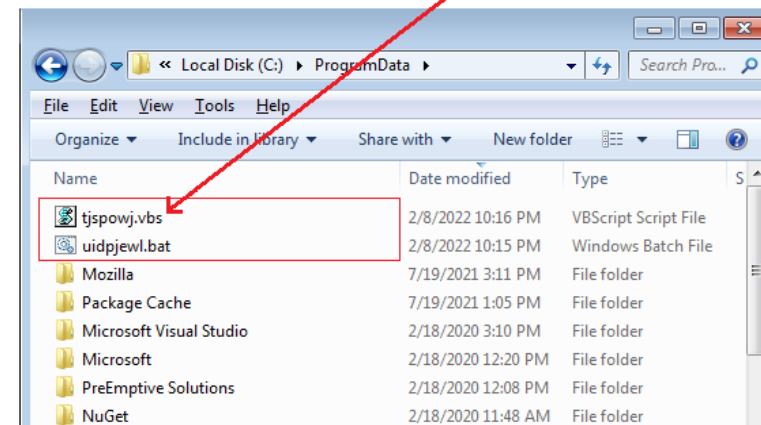 « Local Disk (C:) ▸ ProgramData ▸ Search Pro...
File Edit View Tools Help
Organize Include in library Share with New folder
Name Date modified Type S
tjspowj.vbs 2/8/2022 10:16 PM VBScript Script File
uidpjewl.bat 2/8/2022 10:15 PM Windows Batch File
Mozilla 7/19/2021 3:11 PM File folder
Package Cache 7/19/2021 1:05 PM File folder
Microsoft Visual Studio 2/18/2020 3:10 PM File folder
Microsoft 2/18/2020 12:20 PM File folder
PreEmptive Solutions 2/18/2020 12:08 PM File folder
NuGet 2/18/2020 11:48 AM File folder